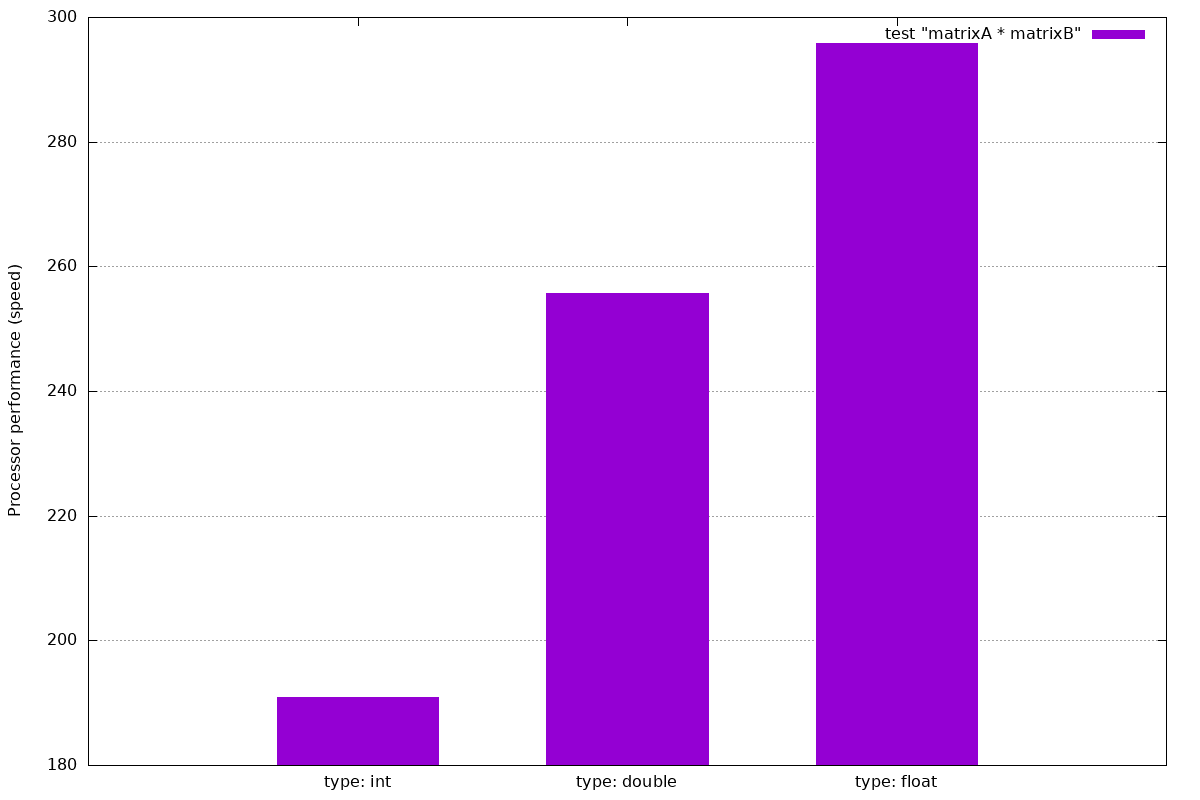 300
test "matrixA * matrixB"
280
260
240
220
200
180
Processor performance (speed)
type: int
type: double
type: float